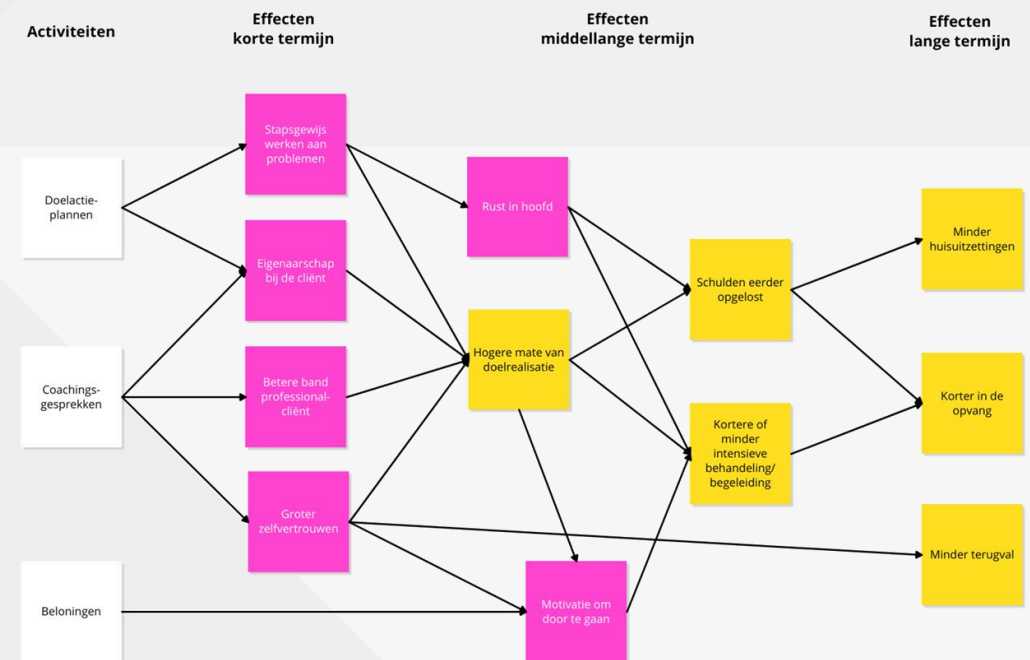 Activiteiten
Effecten
korte termijn
Effecten
middellange termijn
Effecten
lange termijn
Doelactie-
plannen
Coachings-
gesprekken
Beloningen
Stapsgewijs
werken aan
problemen
Eigenaarschap
bij de cliënt
Betere band
professional-
cliënt
Groter
zelfvertrouwen
Rust in hoofd
Hogere mate van
doelrealisatie
Motivatie om
door te gaan
Schulden eerder
opgelost
Kortere of
minder
intensieve
behandeling/
begeleiding
Minder
huisuitzettingen
Korter in de
opvang
Minder terugval